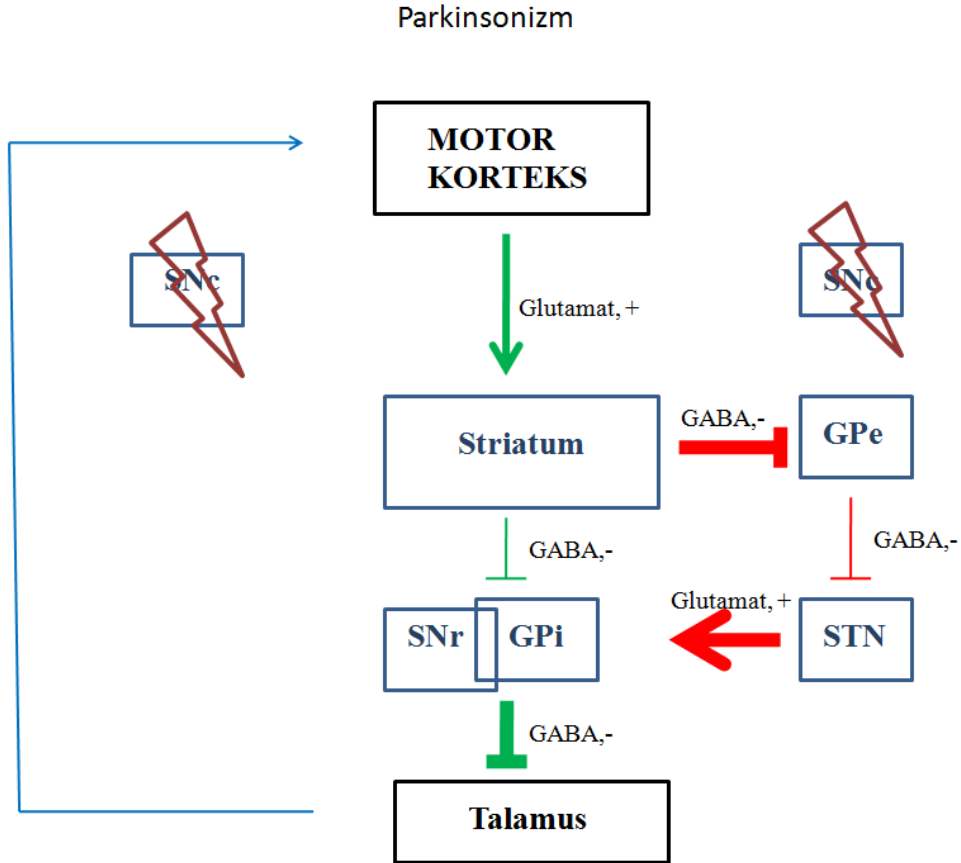 Parkinsonizm
MOTOR
KORTEKS
SNc
SNc
Glutamat, +
Striatum
GABA,-
GPe
GABA,-
GABA,-
Glutamat, +
SNr
GPi
STN
GABA,-
Talamus